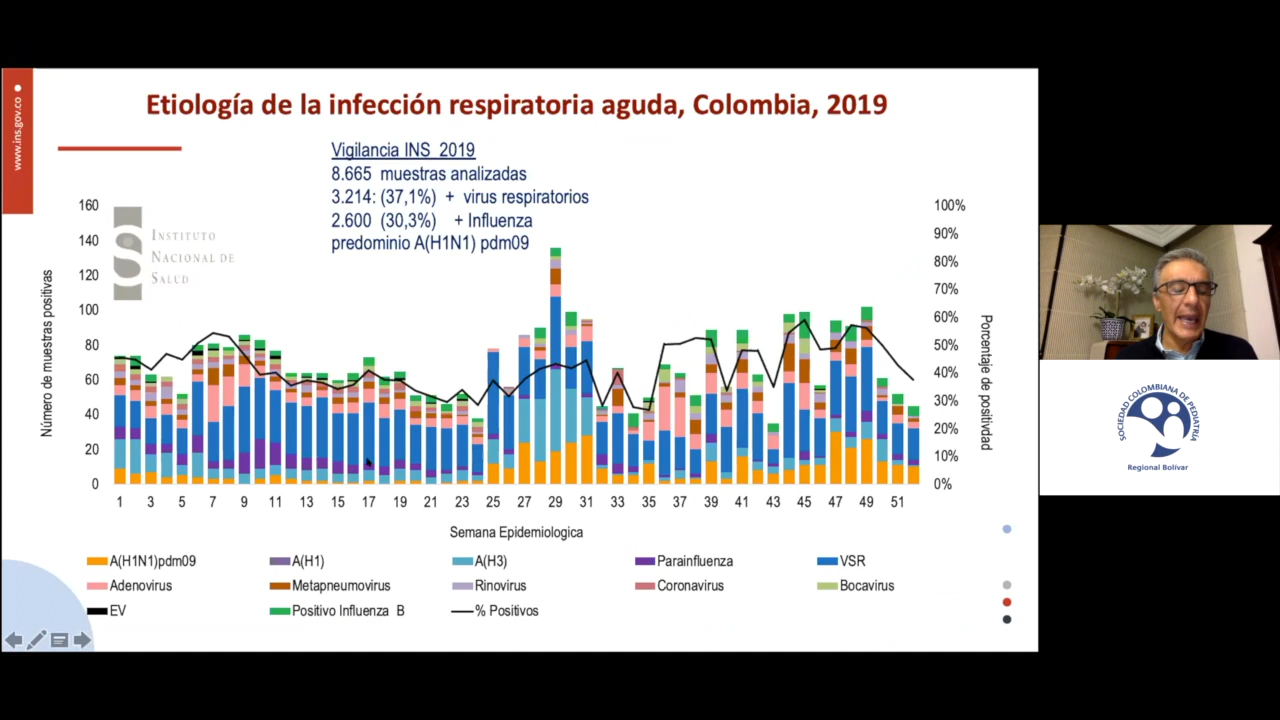 www.ins.gov.co
Etiología de la infección respiratoria aguda, Colombia, 2019
Vigilancia INS 2019
8.665 muestras analizadas
3.214: (37,1%) + virus respiratorios
2.600 (30,3%) + Influenza
predominio A(H1N1) pdm09
INSTITUTO
NACIONAL DE
SALUD
Número de muestras positivas
160
140
120
100
80
60
40
20
0
100%
90%
80%
70%
60%
50%
40%
30%
20%
10%
0%
Porcentaje de positivdad
1 3 5 7 9 11 13 15 17 19 21 23 25 27 29 31 33 35 37 39 41 43 45 47 49 51
Semana Epidemiologica
A(H1N1)pdm09 A(H1) A(H3) Parainfluenza VSR
Adenovirus Metapneumovirus Rinovirus Coronavirus Bocavirus
EV Positivo Influenza B % Positivos
SOCIEDAD COLOMBIANA DE PEDIATRÍA
Regional Bolívar